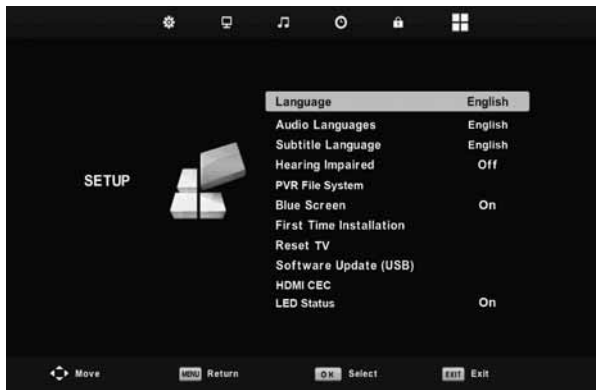 Language English
Audio Languages English
Subtitle Language English
Hearing Impaired Off
SETUP
PVR File System
Blue Screen On
First Time Installation
Reset TV
Software Update (USB)
HDMI CEC
LED Status On
Move MENU Return OK Select EXIT Exit